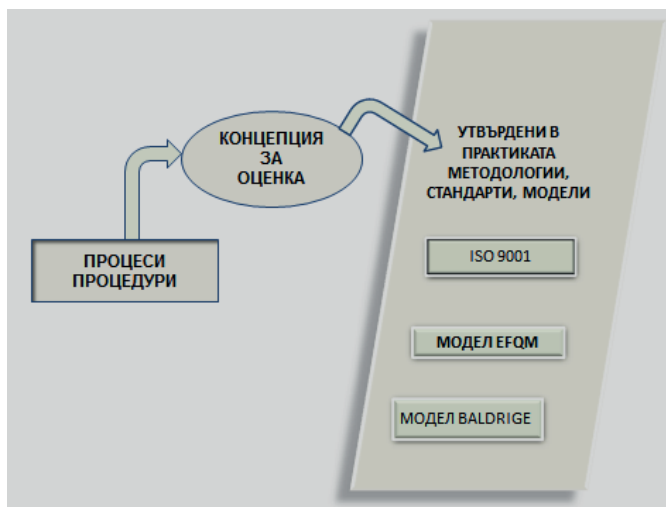 ПРОЦЕСИ
ПРОЦЕДУРИ
КОНЦЕПЦИЯ
ЗА
ОЦЕНКА
УТВЪРДЕНИ В
ПРАКТИКАТА
МЕТОДОЛОГИИ,
СТАНДАРТИ, МОДЕЛИ
ISO 9001
МОДЕЛ EFQM
МОДЕЛ BALDRIGE